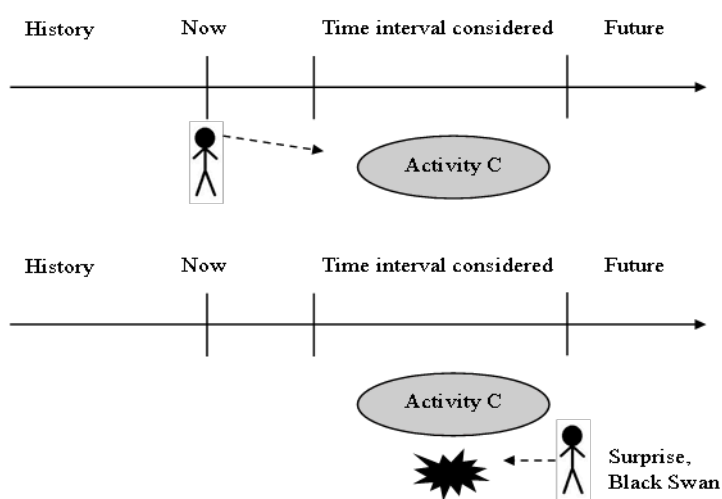 History Now Time interval considered Future
Activity C
History Now Time interval considered Future
Activity C
Surprise,
Black Swan